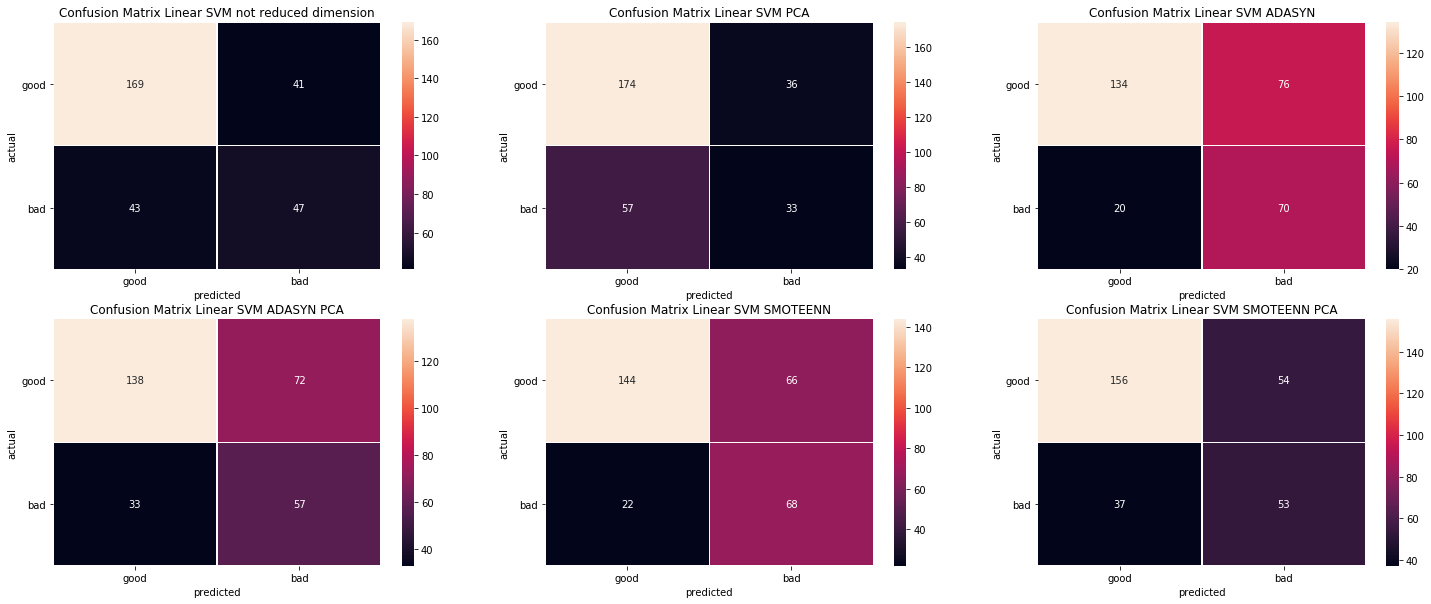 Confusion Matrix Linear SVM not reduced dimension
good
bad
actual
169
41
43
47
good
bad
predicted
160
140
120
100
80
60
Confusion Matrix Linear SVM PCA
good
bad
actual
174
36
57
33
good
bad
predicted
160
140
120
100
80
60
40
Confusion Matrix Linear SVM ADASYN
good
bad
actual
134
76
20
70
good
bad
predicted
120
100
80
60
40
20
Confusion Matrix Linear SVM ADASYN PCA
good
bad
actual
138
72
33
57
good
bad
predicted
120
100
80
60
40
Confusion Matrix Linear SVM SMOTEENN
good
bad
actual
144
66
22
68
good
bad
predicted
140
120
100
80
60
40
Confusion Matrix Linear SVM SMOTEENN PCA
good
bad
actual
156
54
37
53
good
bad
predicted
140
120
100
80
60
40